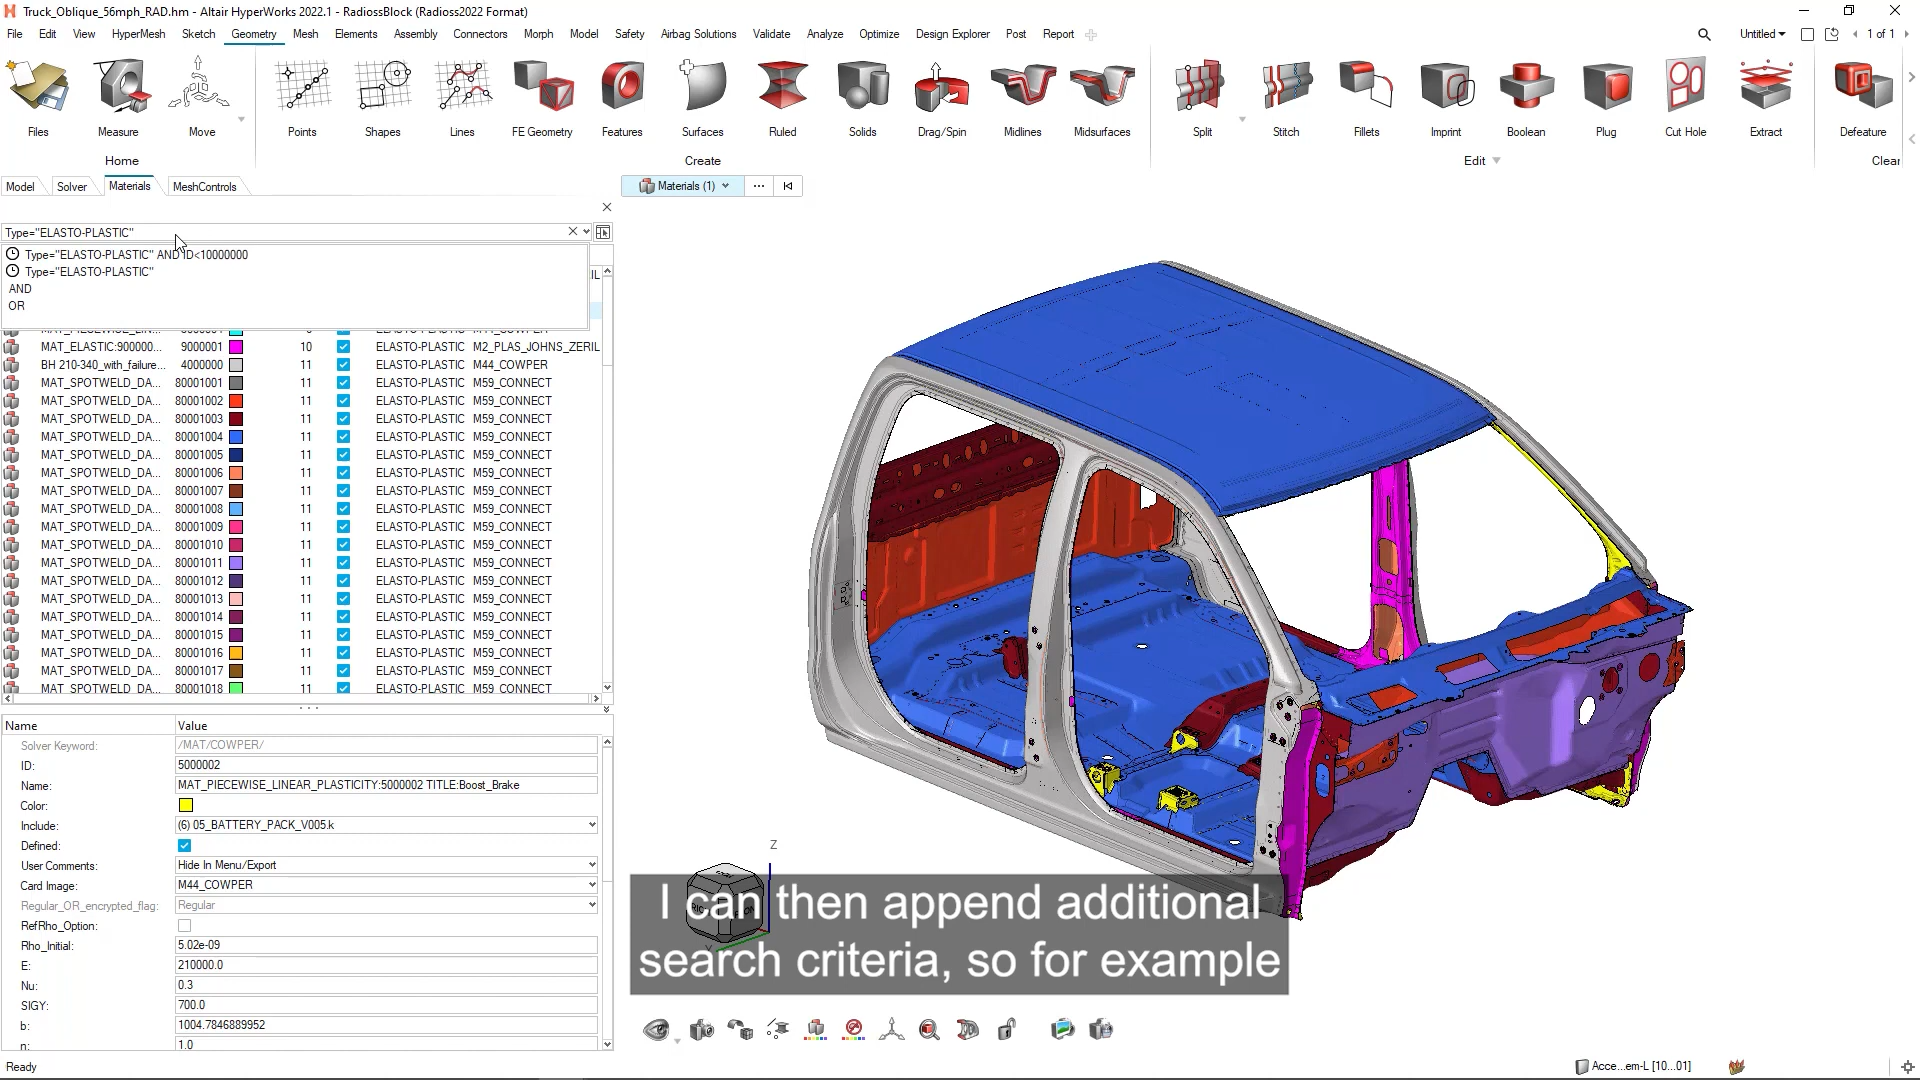 Truck_Oblique_56mph_RAD.hm - Altair HyperWorks 2022.1 - RadiossBlock (Radioss2022 Format)
File Edit View HyperMesh Sketch Geometry Mesh Elements Assembly Connectors Morph Model Safety Airbag Solutions Validate Analyze Optimize Design Explorer Post Report Untitled 1 of 1
Files Measure Move Points Shapes Lines FE Geometry Features Surfaces Ruled Solids Drag/Spin Midlines Midsurfaces Split Stitch Fillets Imprint Boolean Plug Cut Hole Extract Defeature
Home Create Edit Clear
Model Solver Materials MeshControls Materials (1)
Type="ELASTO-PLASTIC"
Type="ELASTO-PLASTIC" AND ID<10000000
Type="ELASTO-PLASTIC"
AND
OR
MAT_ELASTIC:900000... 9000001 10 ELASTO-PLASTIC M2_PLAS_JOHNS_ZERIL
BH 210-340_with_failure... 4000000 11 ELASTO-PLASTIC M44_COWPER
MAT_SPOTWELD_DA... 80001001 11 ELASTO-PLASTIC M59_CONNECT
MAT_SPOTWELD_DA... 80001002 11 ELASTO-PLASTIC M59_CONNECT
MAT_SPOTWELD_DA... 80001003 11 ELASTO-PLASTIC M59_CONNECT
MAT_SPOTWELD_DA... 80001004 11 ELASTO-PLASTIC M59_CONNECT
MAT_SPOTWELD_DA... 80001005 11 ELASTO-PLASTIC M59_CONNECT
MAT_SPOTWELD_DA... 80001006 11 ELASTO-PLASTIC M59_CONNECT
MAT_SPOTWELD_DA... 80001007 11 ELASTO-PLASTIC M59_CONNECT
MAT_SPOTWELD_DA... 80001008 11 ELASTO-PLASTIC M59_CONNECT
MAT_SPOTWELD_DA... 80001009 11 ELASTO-PLASTIC M59_CONNECT
MAT_SPOTWELD_DA... 80001010 11 ELASTO-PLASTIC M59_CONNECT
MAT_SPOTWELD_DA... 80001011 11 ELASTO-PLASTIC M59_CONNECT
MAT_SPOTWELD_DA... 80001012 11 ELASTO-PLASTIC M59_CONNECT
MAT_SPOTWELD_DA... 80001013 11 ELASTO-PLASTIC M59_CONNECT
MAT_SPOTWELD_DA... 80001014 11 ELASTO-PLASTIC M59_CONNECT
MAT_SPOTWELD_DA... 80001015 11 ELASTO-PLASTIC M59_CONNECT
MAT_SPOTWELD_DA... 80001016 11 ELASTO-PLASTIC M59_CONNECT
MAT_SPOTWELD_DA... 80001017 11 ELASTO-PLASTIC M59_CONNECT
MAT_SPOTWELD_DA... 80001018 11 ELASTO-PLASTIC M59_CONNECT
Name Value
Solver Keyword: /MAT/COWPER/
ID: 5000002
Name: MAT_PIECEWISE_LINEAR_PLASTICITY:5000002 TITLE:Boost_Brake
Color:
Include: (6) 05_BATTERY_PACK_V005.k
Defined:
User Comments: Hide In Menu/Export
Card Image: M44_COWPER
Regular_OR_encrypted_flag: Regular
RefRho_Option:
Rho_Initial: 5.02e-09
E: 210000.0
Nu: 0.3
SIGY: 700.0
b: 1004.7846889952
n: 1.0
Z
I can then append additional
search criteria, so for example
Ready Acce...em-L [10...01]